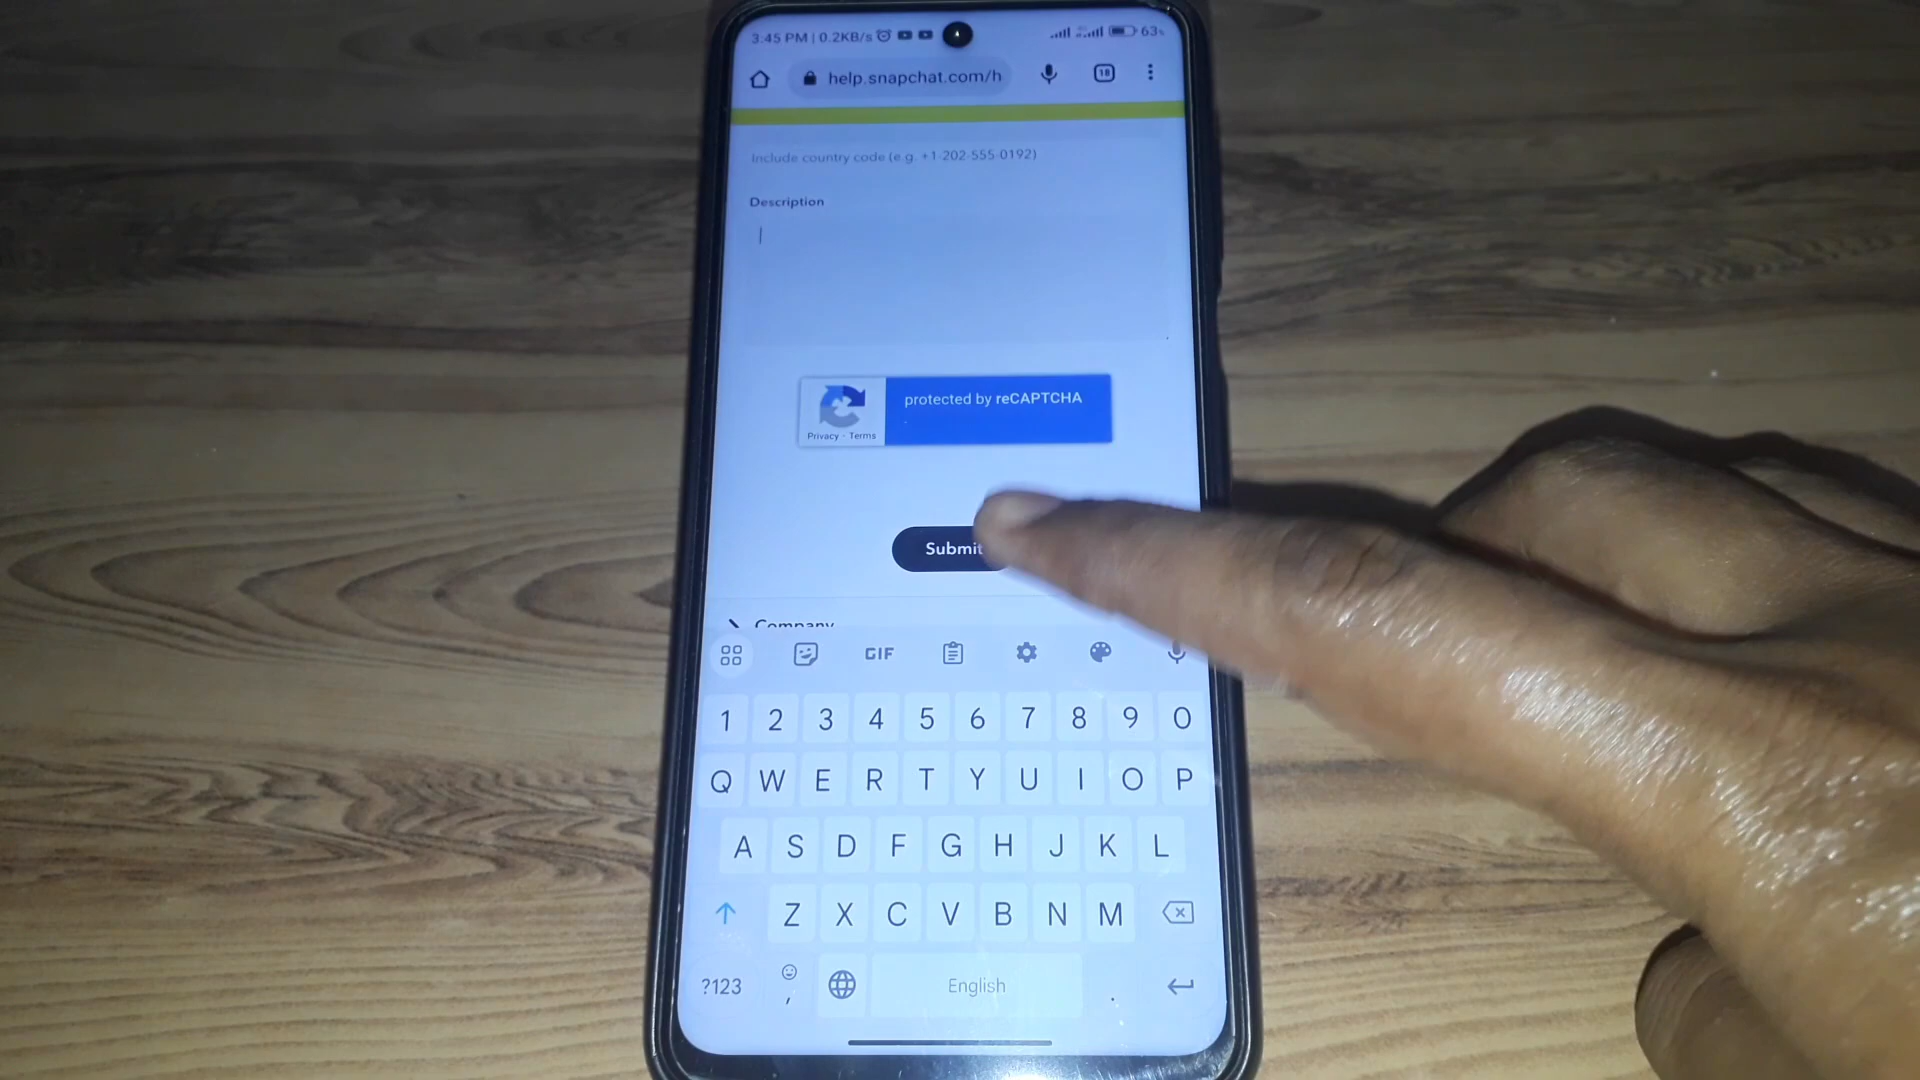 3:45 PM | 0.2KB/s 63%
help.snapchat.com/h 18
Include country code (e.g. +1-202-555-0192)
Description
protected by reCAPTCHA
Privacy - Terms
Submit
Company
GIF
1 2 3 4 5 6 7 8 9 0
Q W E R T Y U I O P
A S D F G H J K L
Z X C V B N M
?123 , English .